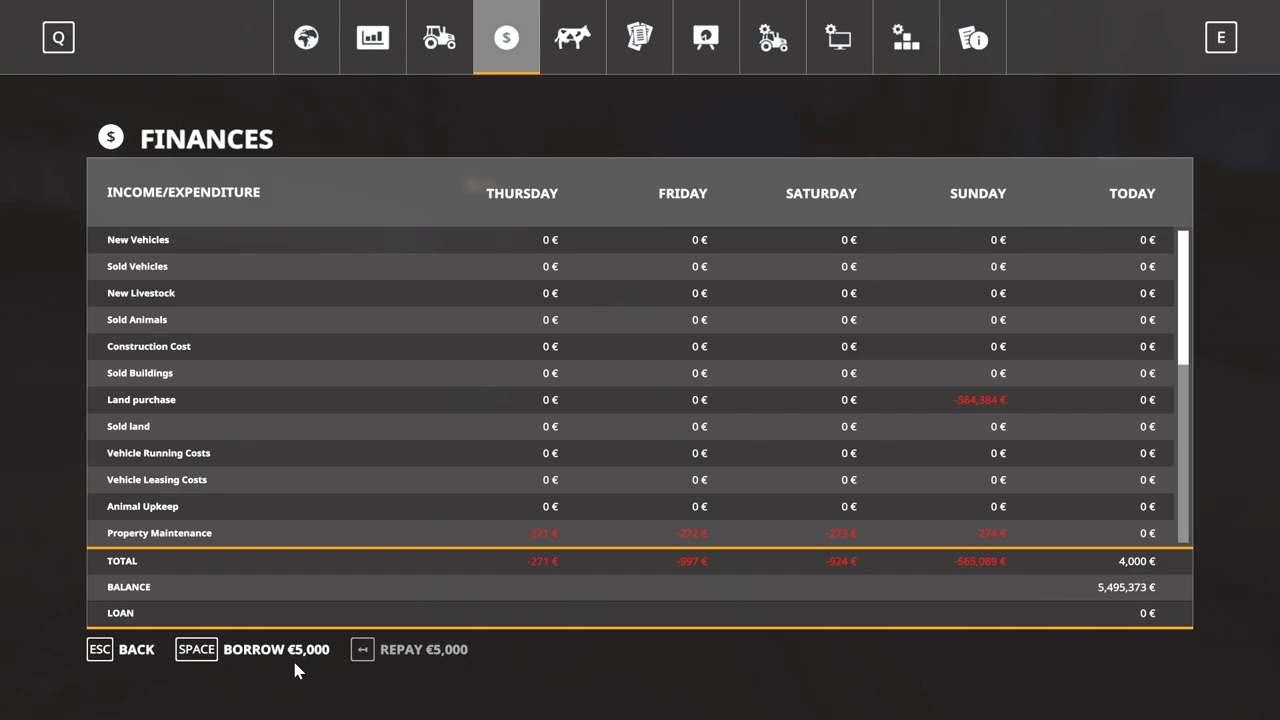 Q E
$ FINANCES
INCOME/EXPENDITURE THURSDAY FRIDAY SATURDAY SUNDAY TODAY
New Vehicles 0 € 0 € 0 € 0 € 0 €
Sold Vehicles 0 € 0 € 0 € 0 € 0 €
New Livestock 0 € 0 € 0 € 0 € 0 €
Sold Animals 0 € 0 € 0 € 0 € 0 €
Construction Cost 0 € 0 € 0 € 0 € 0 €
Sold Buildings 0 € 0 € 0 € 0 € 0 €
Land purchase 0 € 0 € 0 € -564,384 € 0 €
Sold land 0 € 0 € 0 € 0 € 0 €
Vehicle Running Costs 0 € 0 € 0 € 0 € 0 €
Vehicle Leasing Costs 0 € 0 € 0 € 0 € 0 €
Animal Upkeep 0 € 0 € 0 € 0 € 0 €
Property Maintenance -271 € -272 € -273 € -274 € 0 €
TOTAL -271 € -997 € -924 € -565,089 € 4,000 €
BALANCE 5,495,373 €
LOAN 0 €
ESC BACK SPACE BORROW €5,000 REPAY €5,000